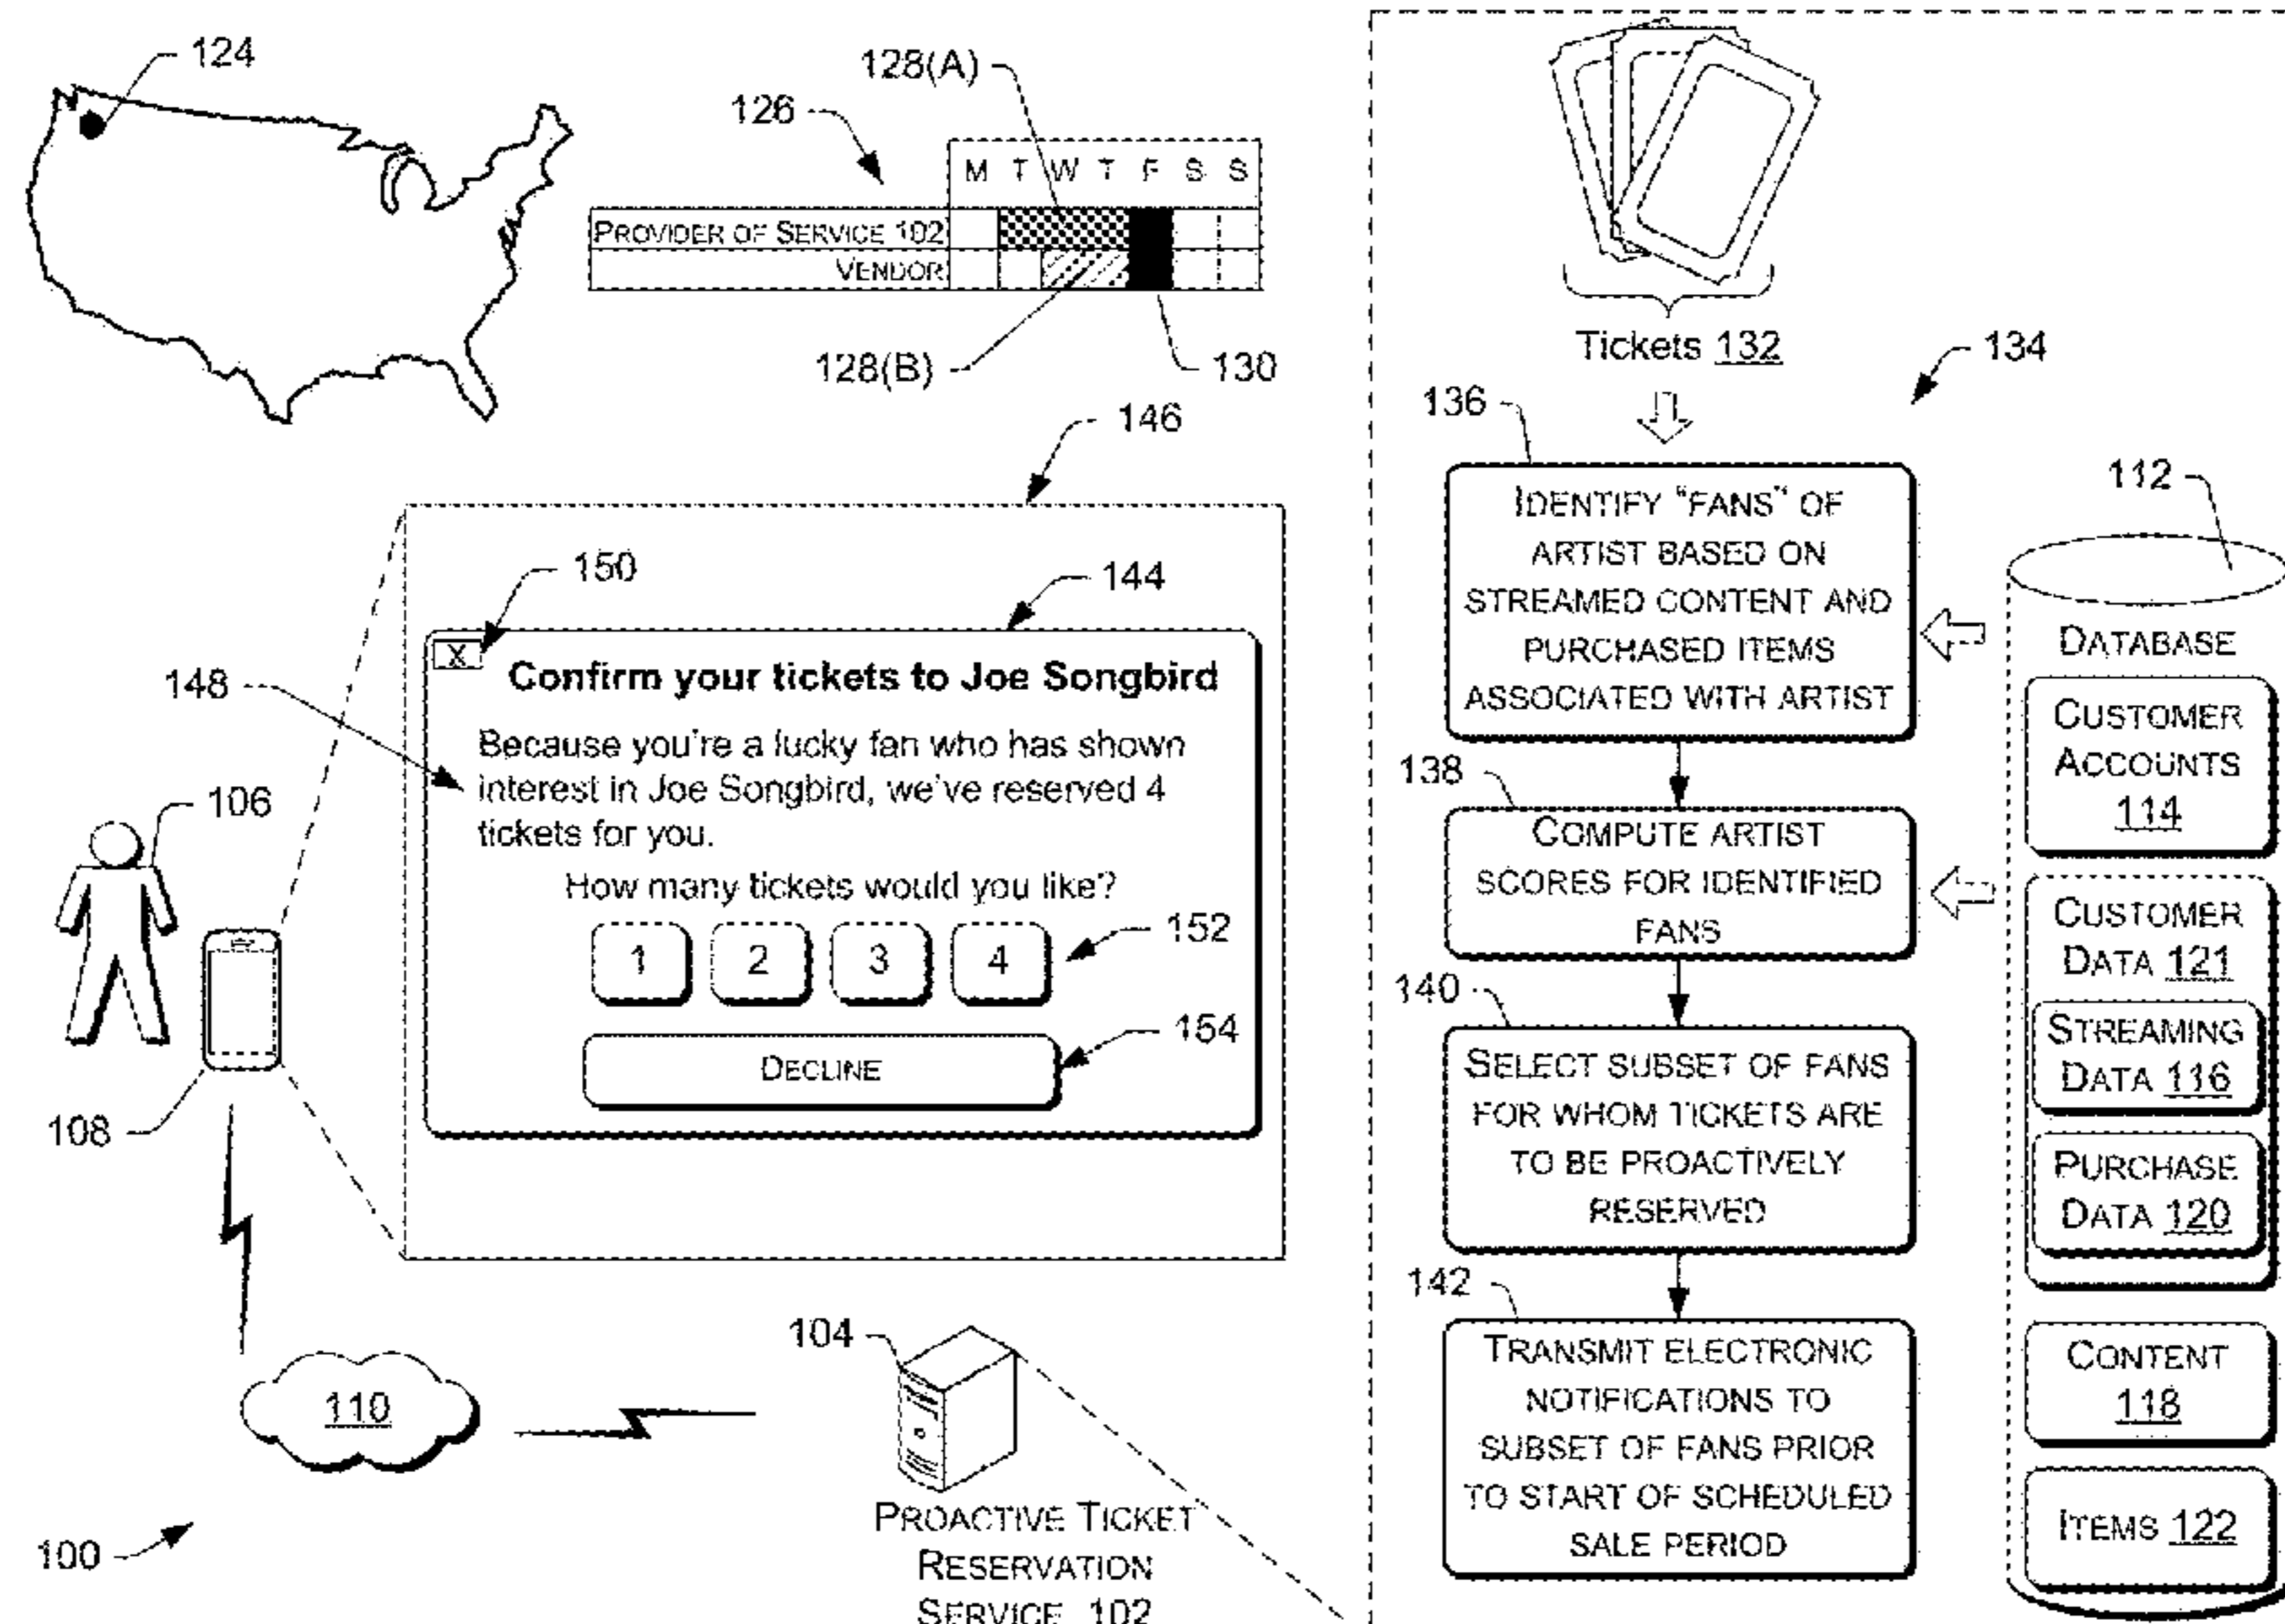 124
128(A)
126
M T W T F S S
PROVIDER OF SERVICE 102
VENDOR
128(B)
130
146
150
144
148
X
Confirm your tickets to Joe Songbird
Because you're a lucky fan who has shown
interest in Joe Songbird, we've reserved 4
tickets for you.
How many tickets would you like?
1 2 3 4
152
DECLINE
154
106
108
110
104
PROACTIVE TICKET
RESERVATION
SERVICE 102
100
Tickets 132
134
136
IDENTIFY "FANS" OF
ARTIST BASED ON
STREAMED CONTENT AND
PURCHASED ITEMS
ASSOCIATED WITH ARTIST
138
COMPUTE ARTIST
SCORES FOR IDENTIFIED
FANS
140
SELECT SUBSET OF FANS
FOR WHOM TICKETS ARE
TO BE PROACTIVELY
RESERVED
142
TRANSMIT ELECTRONIC
NOTIFICATIONS TO
SUBSET OF FANS PRIOR
TO START OF SCHEDULED
SALE PERIOD
112
DATABASE
CUSTOMER
ACCOUNTS
114
CUSTOMER
DATA 121
STREAMING
DATA 116
PURCHASE
DATA 120
CONTENT
118
ITEMS 122